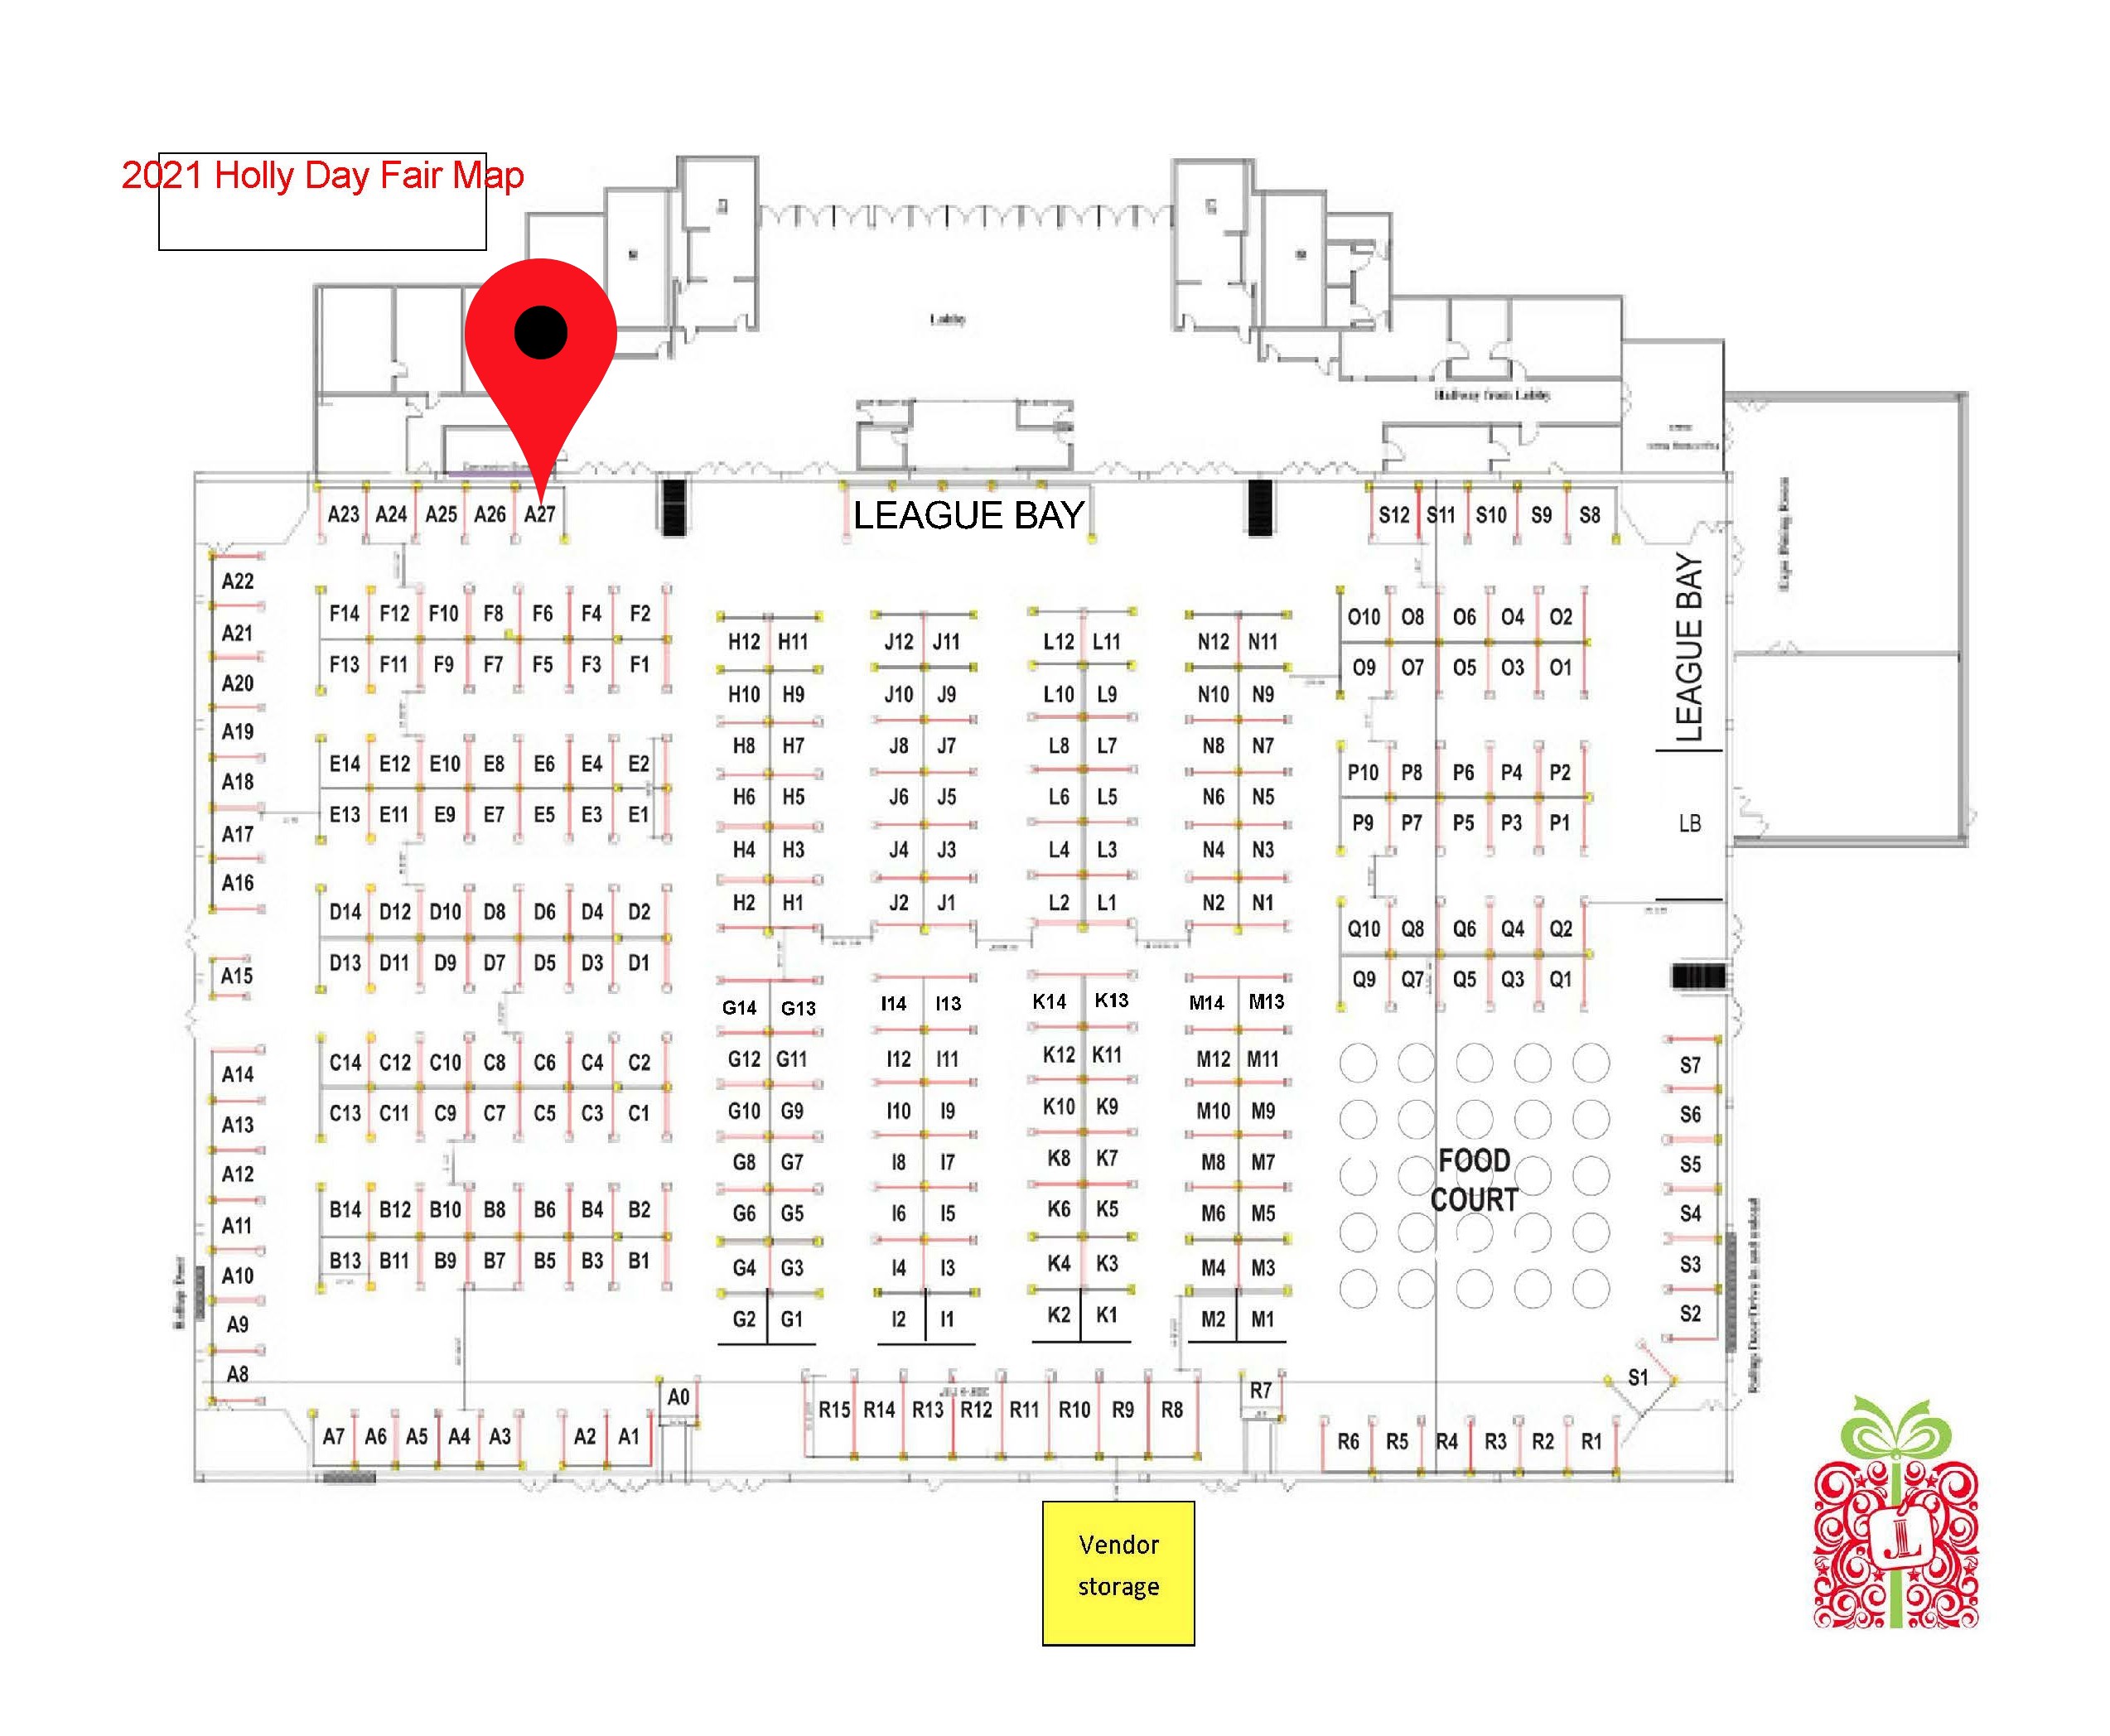 2021 Holly Day Fair Map
Lobby
Hallway from Lobby
LEAGUE BAY
A23 A24 A25 A26 A27
S12 S11 S10 S9 S8
A22
A21
A20
A19
A18
A17
A16
A15
A14
A13
A12
A11
A10
A9
A8
F14 F12 F10 F8 F6 F4 F2
F13 F11 F9 F7 F5 F3 F1
E14 E12 E10 E8 E6 E4 E2
E13 E11 E9 E7 E5 E3 E1
D14 D12 D10 D8 D6 D4 D2
D13 D11 D9 D7 D5 D3 D1
C14 C12 C10 C8 C6 C4 C2
C13 C11 C9 C7 C5 C3 C1
B14 B12 B10 B8 B6 B4 B2
B13 B11 B9 B7 B5 B3 B1
H12 H11
H10 H9
H8 H7
H6 H5
H4 H3
H2 H1
G14 G13
G12 G11
G10 G9
G8 G7
G6 G5
G4 G3
G2 G1
J12 J11
J10 J9
J8 J7
J6 J5
J4 J3
J2 J1
I14 I13
I12 I11
I10 I9
I8 I7
I6 I5
I4 I3
I2 I1
L12 L11
L10 L9
L8 L7
L6 L5
L4 L3
L2 L1
K14 K13
K12 K11
K10 K9
K8 K7
K6 K5
K4 K3
K2 K1
N12 N11
N10 N9
N8 N7
N6 N5
N4 N3
N2 N1
M14 M13
M12 M11
M10 M9
M8 M7
M6 M5
M4 M3
M2 M1
O10 O8 O6 O4 O2
O9 O7 O5 O3 O1
P10 P8 P6 P4 P2
P9 P7 P5 P3 P1
Q10 Q8 Q6 Q4 Q2
Q9 Q7 Q5 Q3 Q1
LEAGUE BAY
LB
FOOD
COURT
S7
S6
S5
S4
S3
S2
S1
A7 A6 A5 A4 A3 A2 A1
A0
R15 R14 R13 R12 R11 R10 R9 R8
R7
R6 R5 R4 R3 R2 R1
Vendor
storage
JL